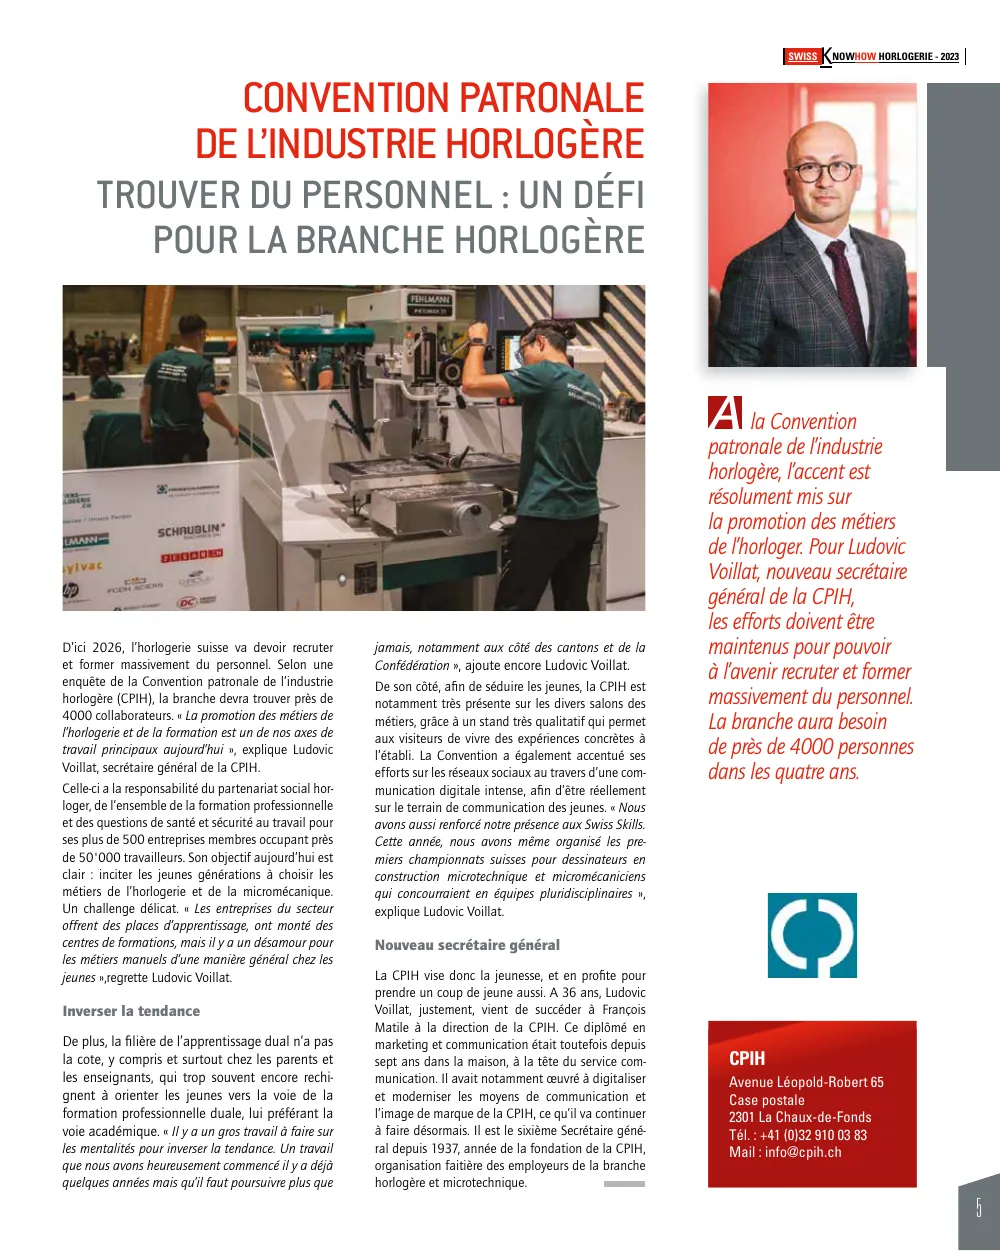 SWISS KNOWHOW HORLOGERIE - 2023
CONVENTION PATRONALE
DE L’INDUSTRIE HORLOGÈRE
TROUVER DU PERSONNEL : UN DÉFI
POUR LA BRANCHE HORLOGÈRE
FEHLMANN
PICOMAX 21
SCHAUBLIN
D’ici 2026, l’horlogerie suisse va devoir recruter
et former massivement du personnel. Selon une
enquête de la Convention patronale de l’industrie
horlogère (CPIH), la branche devra trouver près de
4000 collaborateurs. « La promotion des métiers de
l’horlogerie et de la formation est un de nos axes de
travail principaux aujourd’hui », explique Ludovic
Voillat, secrétaire général de la CPIH.
Celle-ci a la responsabilité du partenariat social hor-
loger, de l’ensemble de la formation professionnelle
et des questions de santé et sécurité au travail pour
ses plus de 500 entreprises membres occupant près
de 50'000 travailleurs. Son objectif aujourd’hui est
clair : inciter les jeunes générations à choisir les
métiers de l’horlogerie et de la micromécanique.
Un challenge délicat. « Les entreprises du secteur
offrent des places d’apprentissage, ont monté des
centres de formations, mais il y a un désamour pour
les métiers manuels d’une manière général chez les
jeunes »,regrette Ludovic Voillat.
Inverser la tendance
De plus, la filière de l’apprentissage dual n’a pas
la cote, y compris et surtout chez les parents et
les enseignants, qui trop souvent encore rechi-
gnent à orienter les jeunes vers la voie de la
formation professionnelle duale, lui préférant la
voie académique. « Il y a un gros travail à faire sur
les mentalités pour inverser la tendance. Un travail
que nous avons heureusement commencé il y a déjà
quelques années mais qu’il faut poursuivre plus que
jamais, notamment aux côté des cantons et de la
Confédération », ajoute encore Ludovic Voillat.
De son côté, afin de séduire les jeunes, la CPIH est
notamment très présente sur les divers salons des
métiers, grâce à un stand très qualitatif qui permet
aux visiteurs de vivre des expériences concrètes à
l’établi. La Convention a également accentué ses
efforts sur les réseaux sociaux au travers d’une com-
munication digitale intense, afin d’être réellement
sur le terrain de communication des jeunes. « Nous
avons aussi renforcé notre présence aux Swiss Skills.
Cette année, nous avons même organisé les pre-
miers championnats suisses pour dessinateurs en
construction microtechnique et micromécaniciens
qui concourraient en équipes pluridisciplinaires »,
explique Ludovic Voillat.
Nouveau secrétaire général
La CPIH vise donc la jeunesse, et en profite pour
prendre un coup de jeune aussi. A 36 ans, Ludovic
Voillat, justement, vient de succéder à François
Matile à la direction de la CPIH. Ce diplômé en
marketing et communication était toutefois depuis
sept ans dans la maison, à la tête du service com-
munication. Il avait notamment œuvré à digitaliser
et moderniser les moyens de communication et
l’image de marque de la CPIH, ce qu’il va continuer
à faire désormais. Il est le sixième Secrétaire géné-
ral depuis 1937, année de la fondation de la CPIH,
organisation faitière des employeurs de la branche
horlogère et microtechnique.
A la Convention
patronale de l’industrie
horlogère, l’accent est
résolument mis sur
la promotion des métiers
de l’horloger. Pour Ludovic
Voillat, nouveau secrétaire
général de la CPIH,
les efforts doivent être
maintenus pour pouvoir
à l’avenir recruter et former
massivement du personnel.
La branche aura besoin
de près de 4000 personnes
dans les quatre ans.
CPIH
Avenue Léopold-Robert 65
Case postale
2301 La Chaux-de-Fonds
Tél. : +41 (0)32 910 03 83
Mail : info@cpih.ch
5